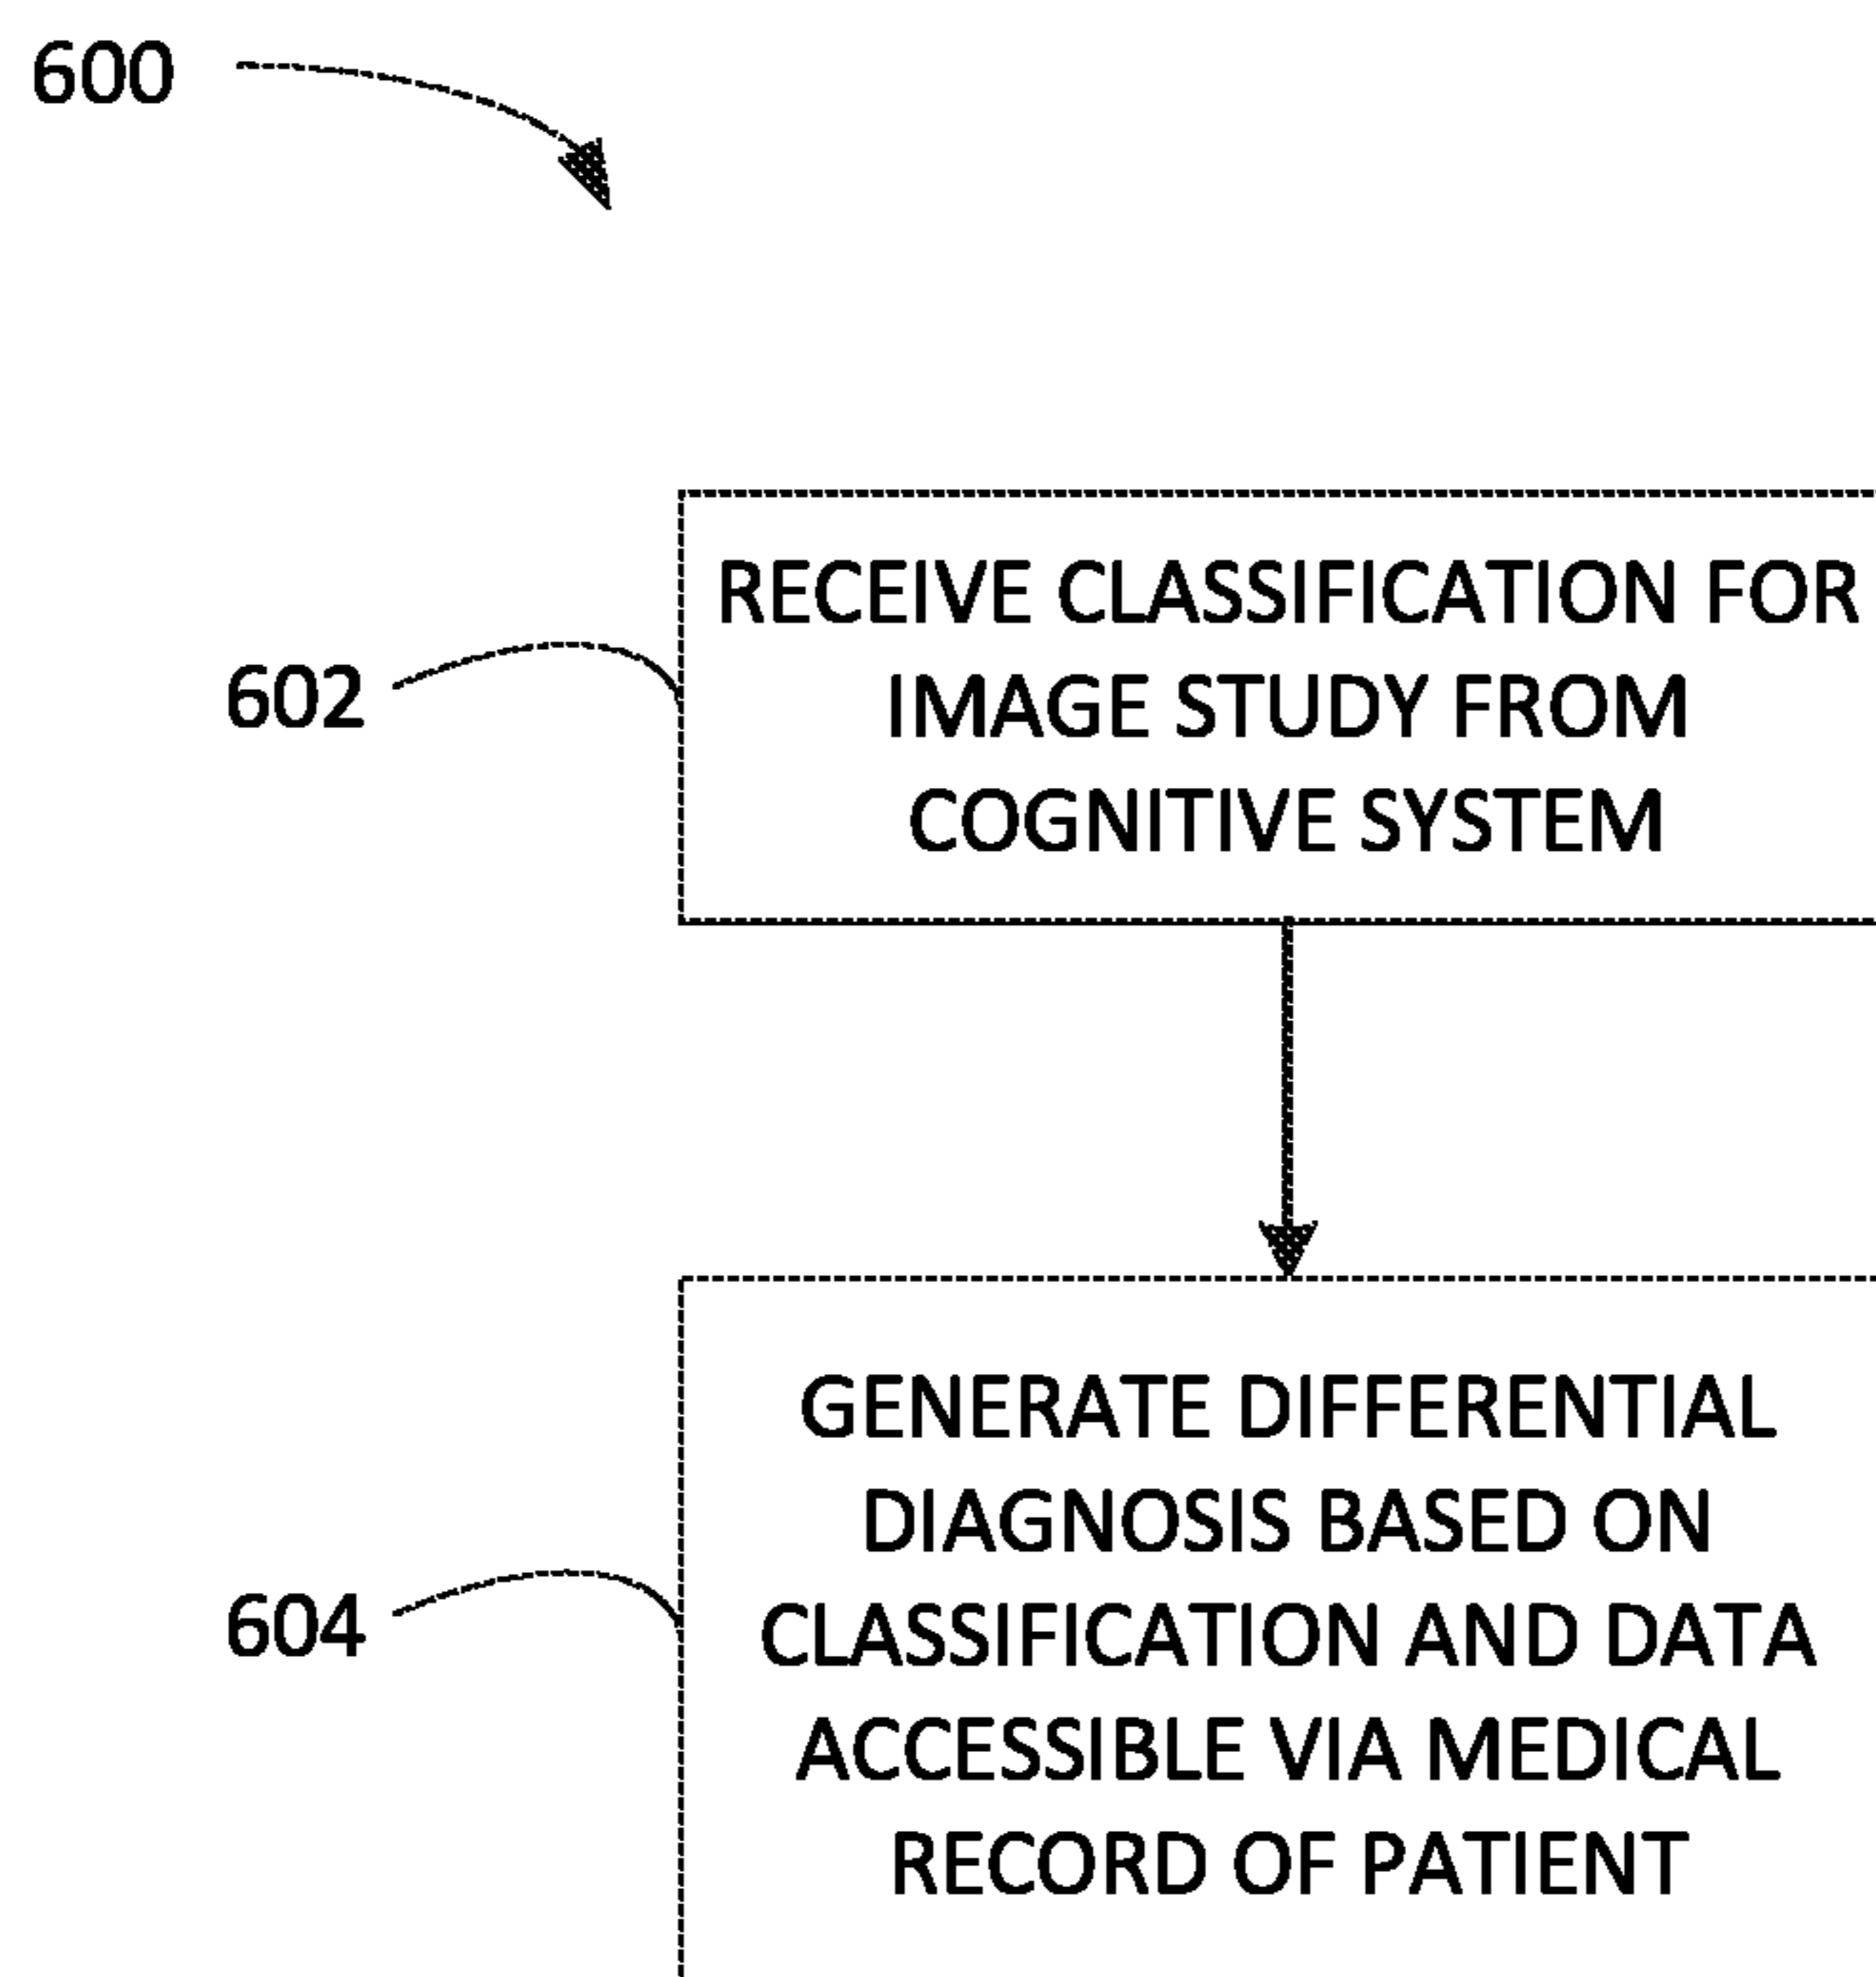 600
602
RECEIVE CLASSIFICATION FOR
IMAGE STUDY FROM
COGNITIVE SYSTEM
604
GENERATE DIFFERENTIAL
DIAGNOSIS BASED ON
CLASSIFICATION AND DATA
ACCESSIBLE VIA MEDICAL
RECORD OF PATIENT